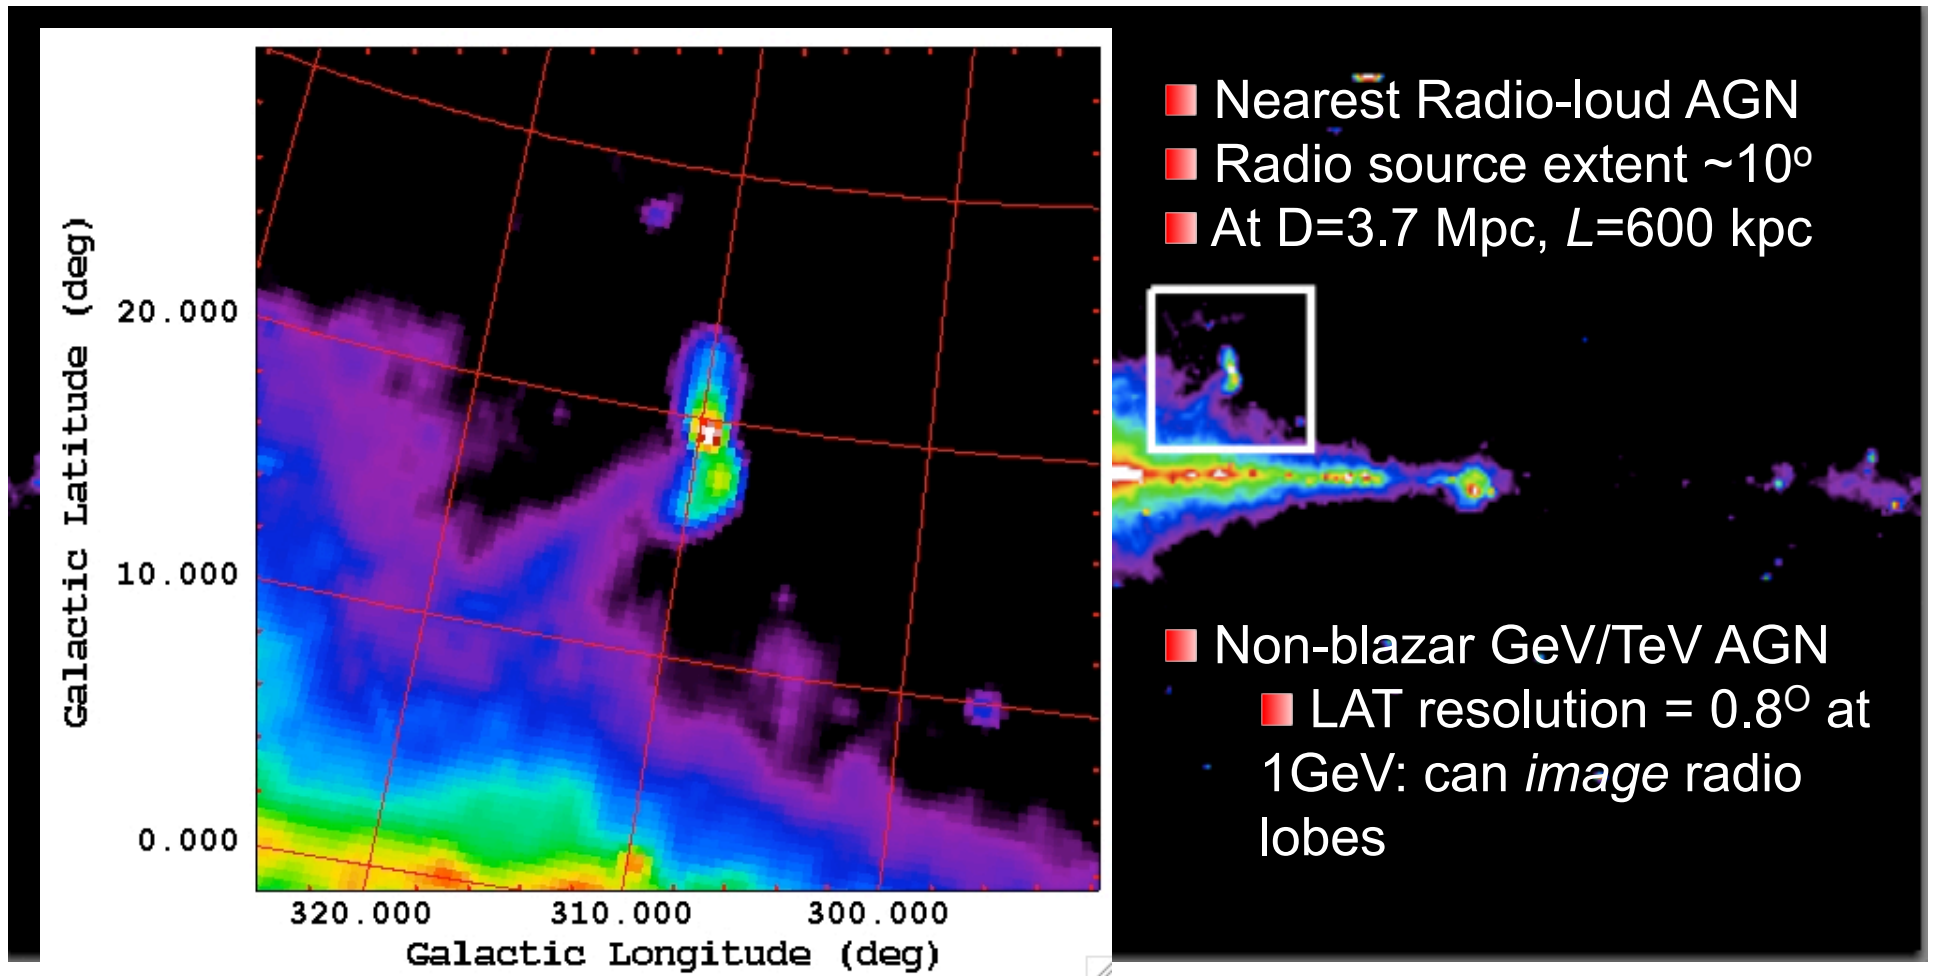 Galactic Latitude (deg)
20.000
10.000
0.000
320.000 310.000 300.000
Galactic Longitude (deg)
Nearest Radio-loud AGN
Radio source extent ~10º
At D=3.7 Mpc, L=600 kpc
Non-blazar GeV/TeV AGN
LAT resolution = 0.8ᴼ at
1GeV: can image radio
lobes